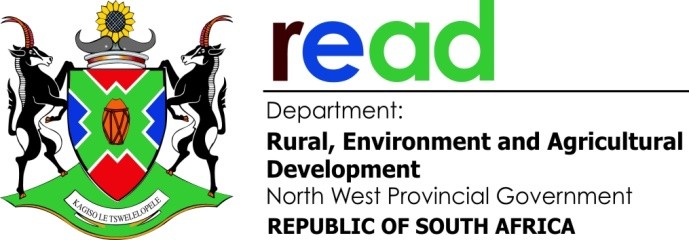 read
Department:
Rural, Environment and Agricultural
Development
North West Provincial Government
REPUBLIC OF SOUTH AFRICA
KAGISO LE TSWELELOPELE